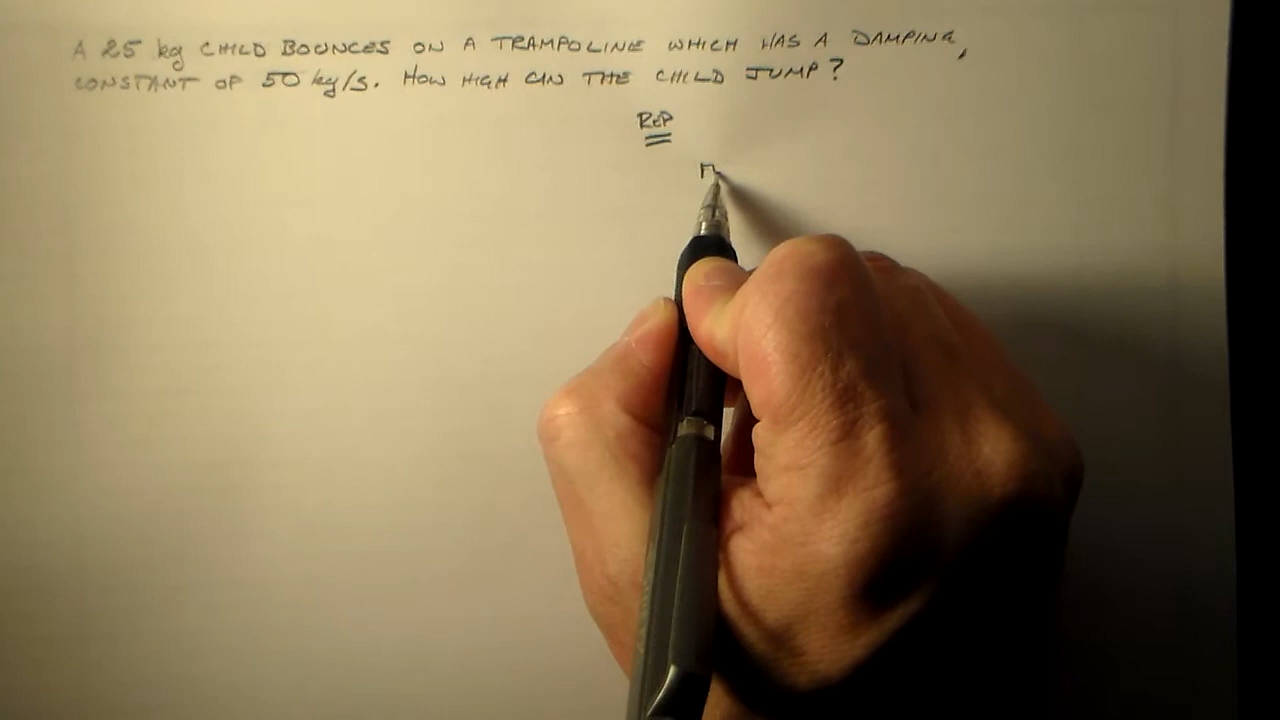 A 25 kg CHILD BOUNCES ON A TRAMPOLINE WHICH HAS A DAMPING,
CONSTANT OF 50 kg/s. HOW HIGH CAN THE CHILD JUMP?
REP